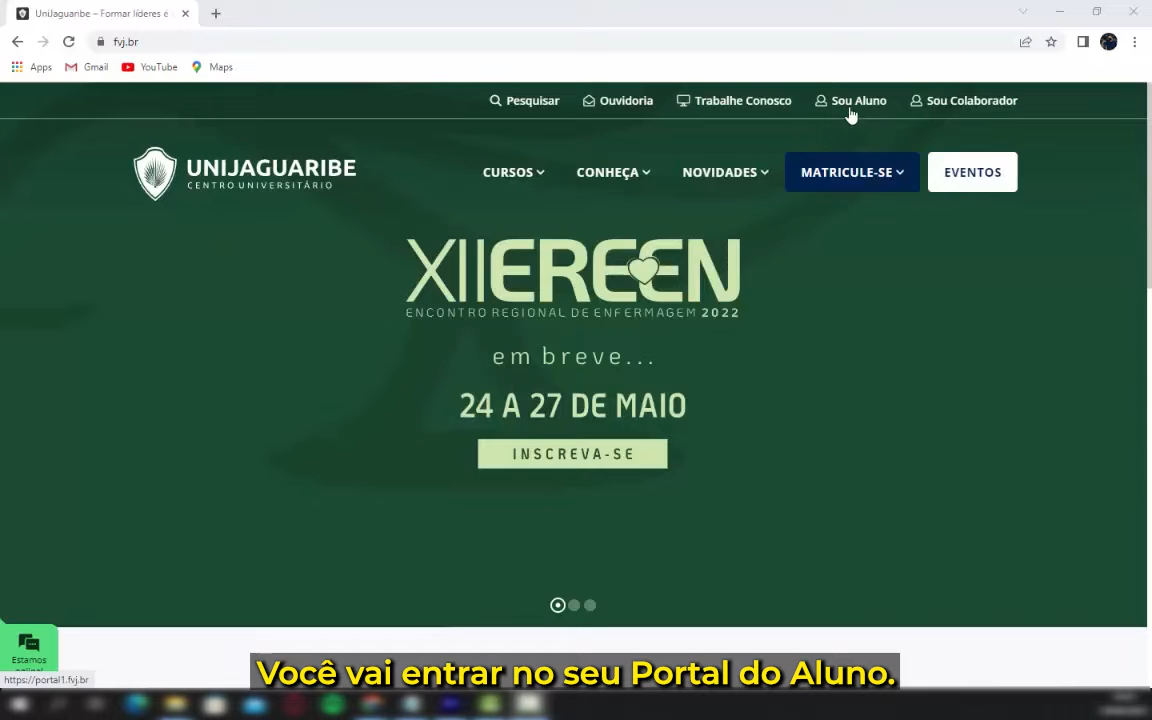 UniJaguaribe – Formar líderes e
fvj.br
Apps Gmail YouTube Maps
Pesquisar Ouvidoria Trabalhe Conosco Sou Aluno Sou Colaborador
UNIJAGUARIBE
CENTRO UNIVERSITÁRIO
CURSOS CONHEÇA NOVIDADES MATRICULE-SE EVENTOS
XII EREEN
ENCONTRO REGIONAL DE ENFERMAGEM 2022
em breve...
24 A 27 DE MAIO
INSCREVA-SE
Estamos
https://portal1.fvj.br
Você vai entrar no seu Portal do Aluno.